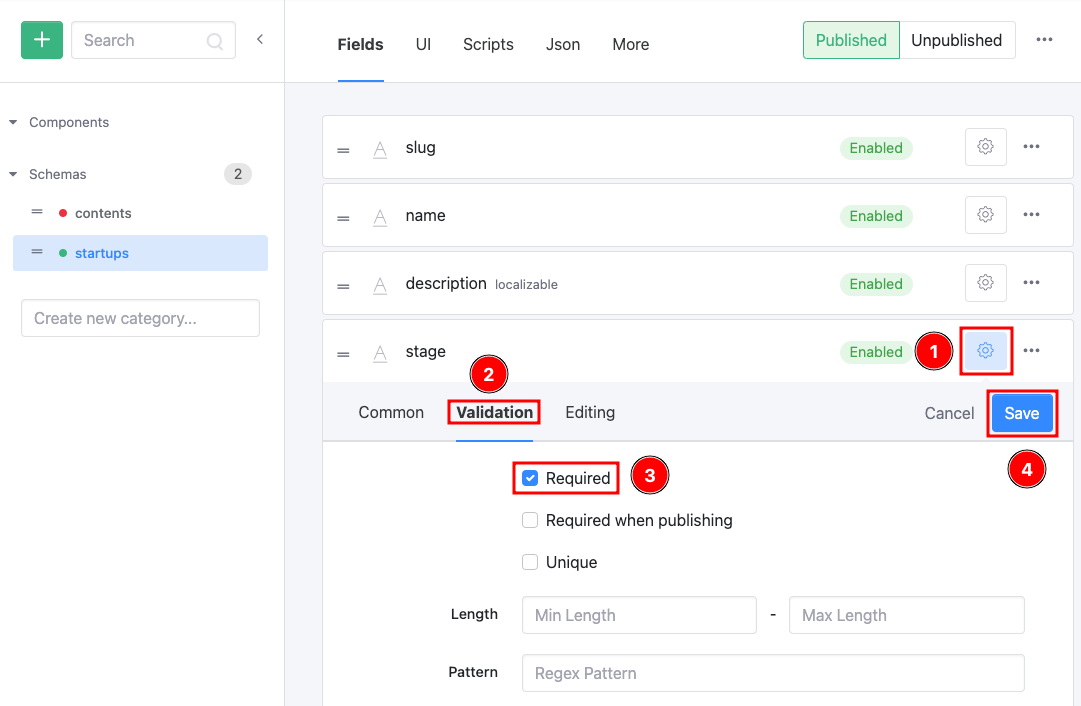 + Search
Fields UI Scripts Json More
Published Unpublished
Components
Schemas 2
contents
startups
Create new category...
A slug Enabled
A name Enabled
A description localizable Enabled
A stage Enabled 1
2
Common Validation Editing Cancel Save
Required 3
4
Required when publishing
Unique
Length Min Length - Max Length
Pattern Regex Pattern